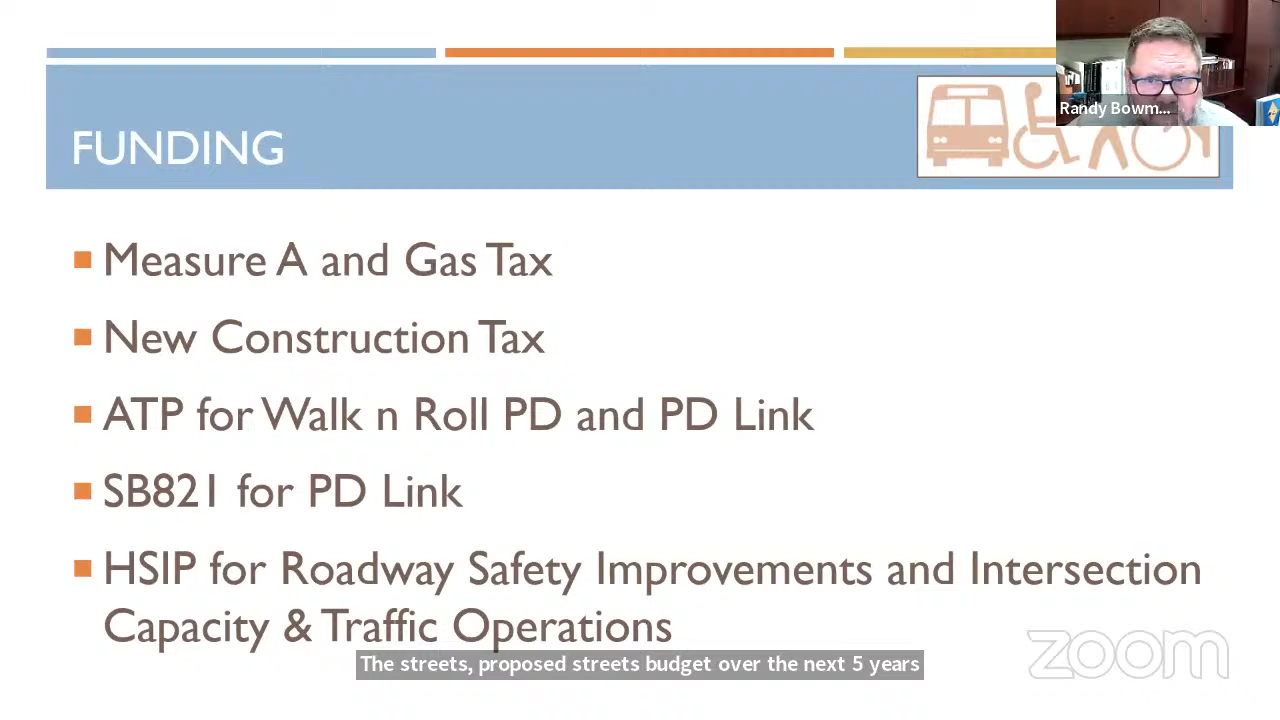 Randy Bowm...
FUNDING
Measure A and Gas Tax
New Construction Tax
ATP for Walk n Roll PD and PD Link
SB821 for PD Link
HSIP for Roadway Safety Improvements and Intersection
Capacity & Traffic Operations
The streets, proposed streets budget over the next 5 years
zoom